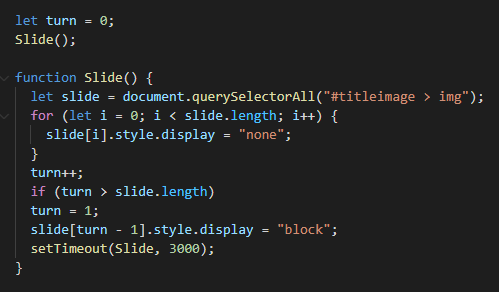 let turn = 0;
Slide();
function Slide() {
let slide = document.querySelectorAll("#titleimage > img");
for (let i = 0; i < slide.length; i++) {
slide[i].style.display = "none";
}
turn++;
if (turn > slide.length)
turn = 1;
slide[turn - 1].style.display = "block";
setTimeout(Slide, 3000);
}